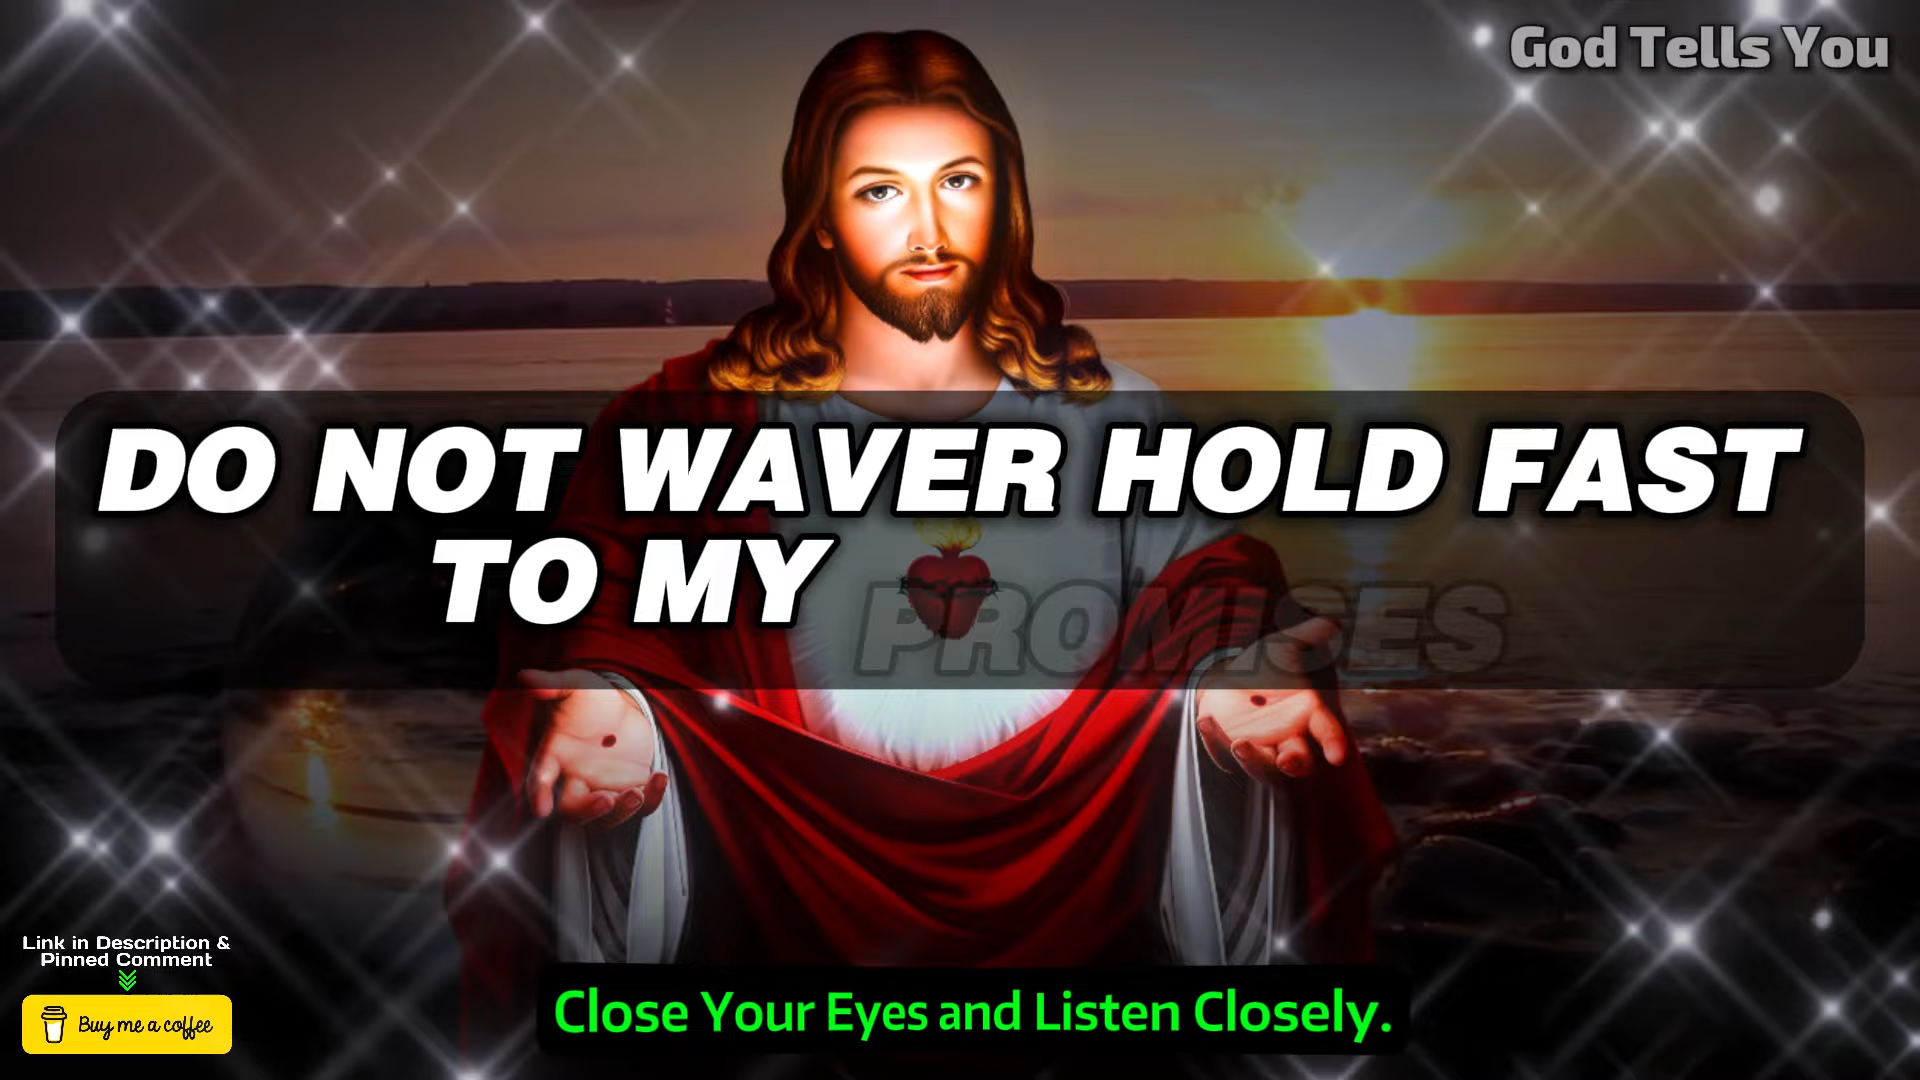 God Tells You
DO NOT WAVER HOLD FAST
TO MY PROMISES
Link in Description &
Pinned Comment
Buy me a coffee
Close Your Eyes and Listen Closely.